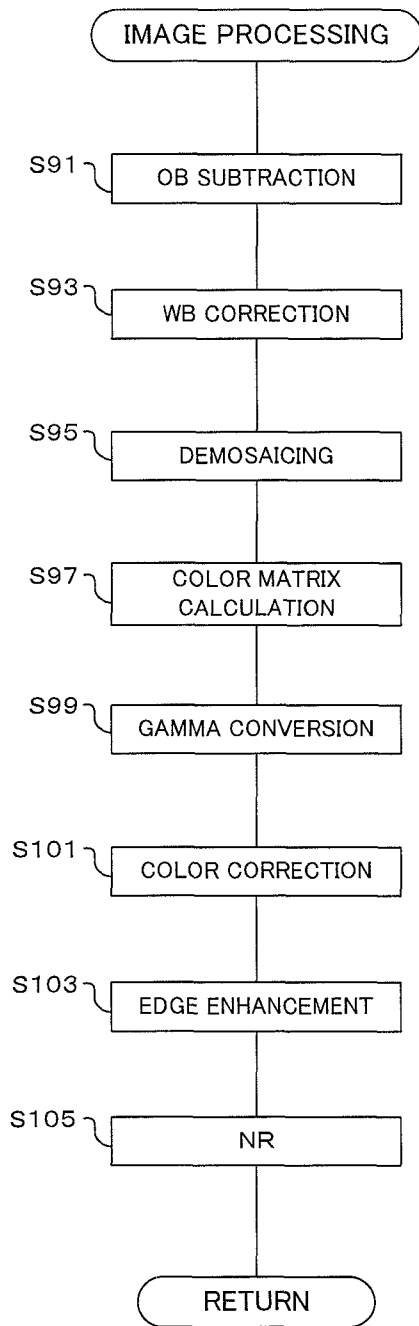 IMAGE PROCESSING
S91
OB SUBTRACTION
S93
WB CORRECTION
S95
DEMOSAICING
S97
COLOR MATRIX
CALCULATION
S99
GAMMA CONVERSION
S101
COLOR CORRECTION
S103
EDGE ENHANCEMENT
S105
NR
RETURN